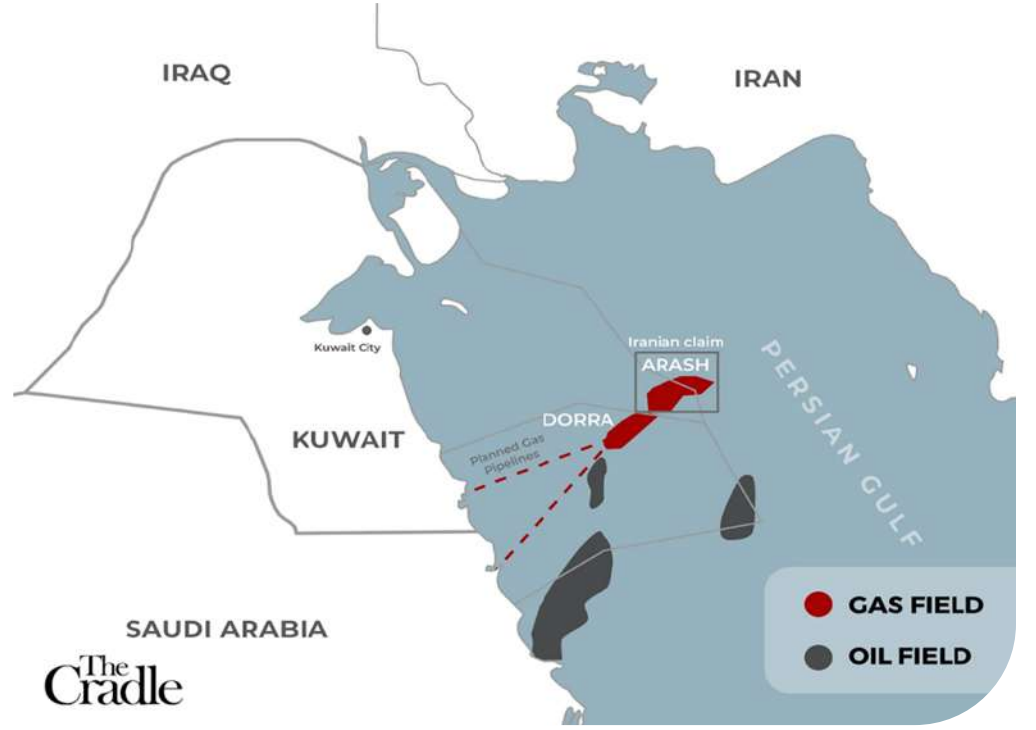 IRAQ
IRAN
Kuwait City
Iranian claim
ARASH
PERSIAN GULF
DORRA
KUWAIT
Planned Gas
Pipelines
GAS FIELD
SAUDI ARABIA
OIL FIELD
The
Cradle